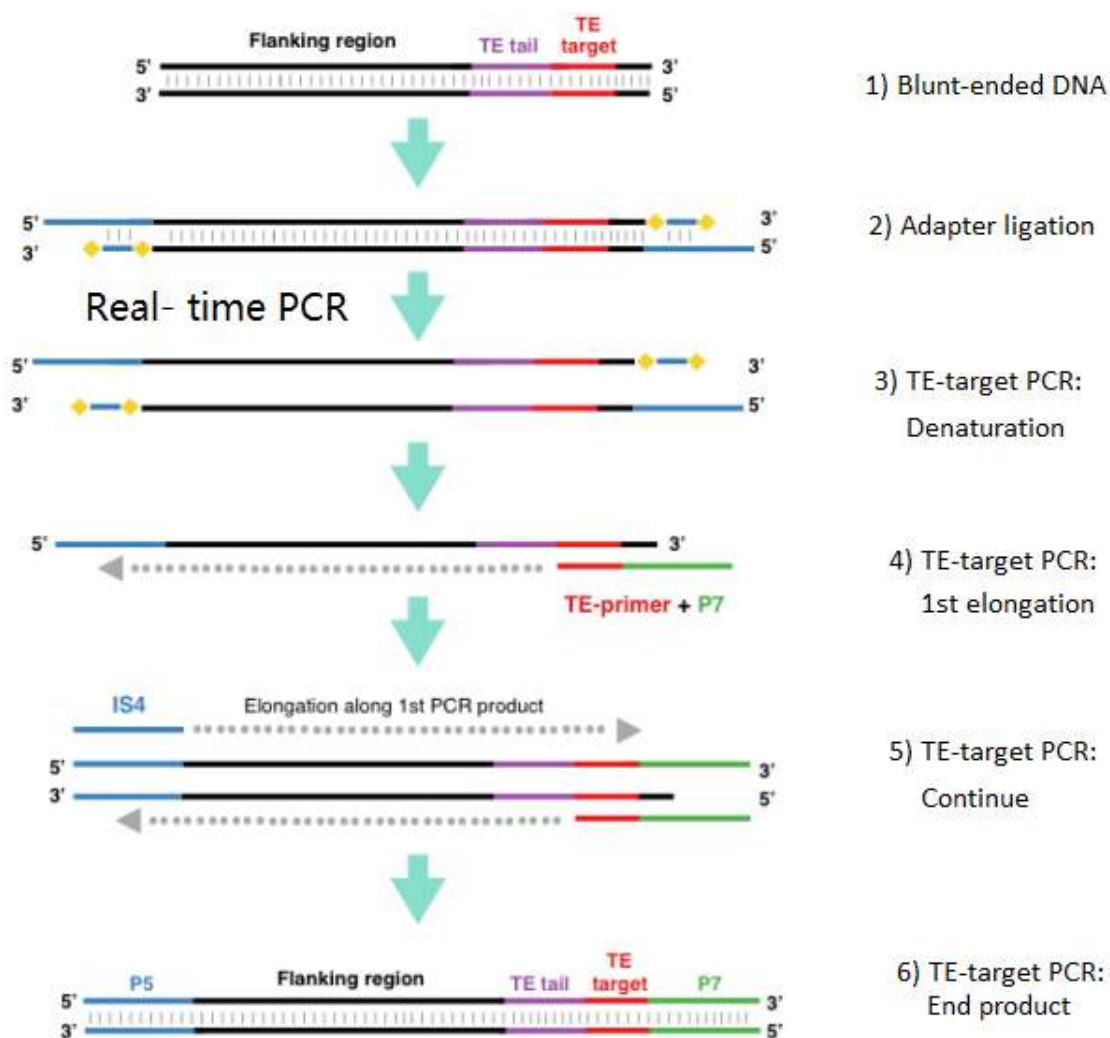 Flanking region TE tail TE target
5' 3'
3' 5'
1) Blunt-ended DNA
5' 3'
3' 5'
2) Adapter ligation
Real- time PCR
5' 3'
3' 5'
3) TE-target PCR:
Denaturation
5' 3'
TE-primer + P7
4) TE-target PCR:
1st elongation
IS4 Elongation along 1st PCR product
5' 3'
3' 5'
5) TE-target PCR:
Continue
P5 Flanking region TE tail TE target P7
5' 3'
3' 5'
6) TE-target PCR:
End product